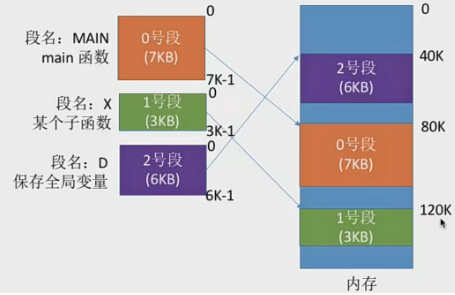 段名：MAIN
main 函数
0号段
(7KB)
0
7K-1
段名：X
某个子函数
1号段
(3KB)
0
3K-1
段名：D
保存全局变量
2号段
(6KB)
0
6K-1
0
2号段
(6KB)
40K
0号段
(7KB)
80K
1号段
(3KB)
120K
内存